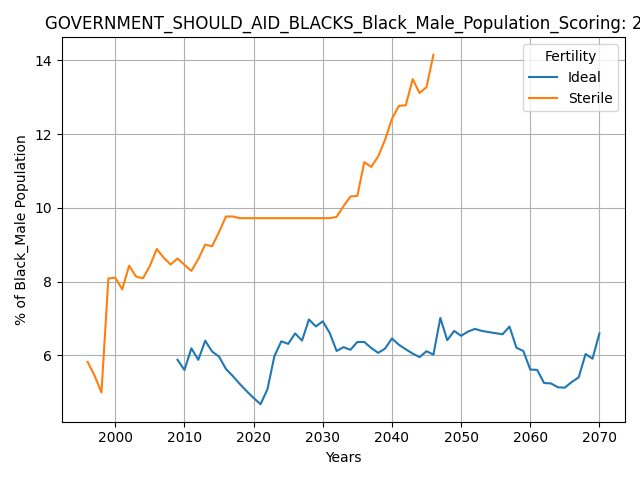 GOVERNMENT_SHOULD_AID_BLACKS_Black_Male_Population_Scoring: 2
Fertility
Ideal
Sterile
14
12
10
8
6
% of Black_Male Population
2000 2010 2020 2030 2040 2050 2060 2070
Years